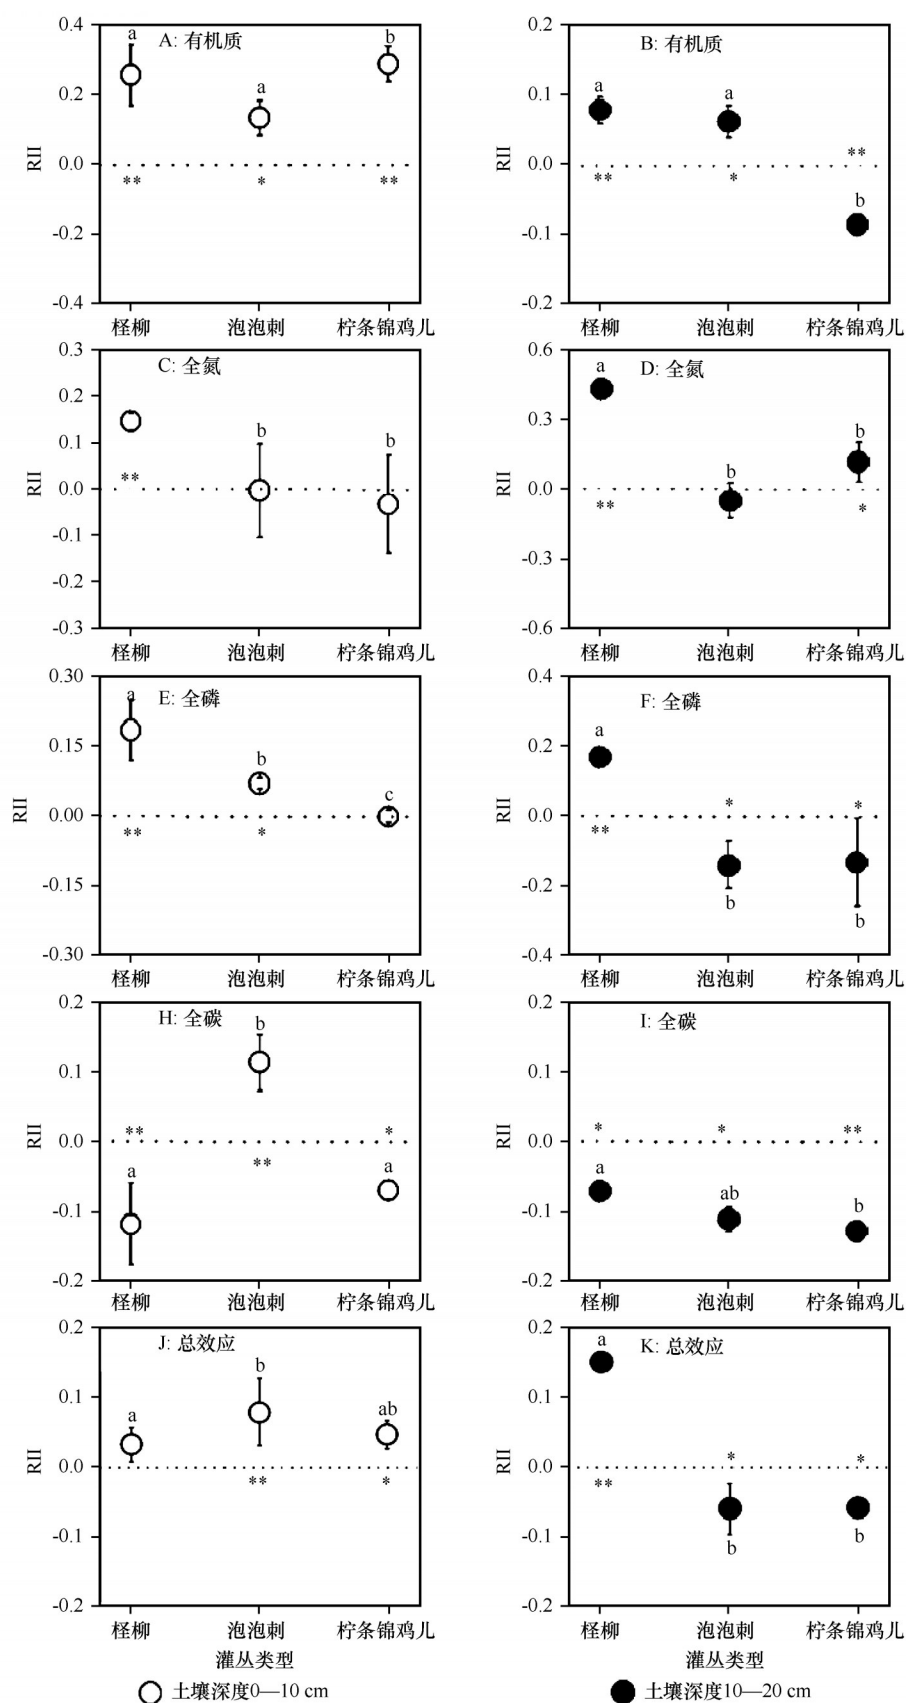 A: 有机质
RII
0.4
0.2
0.0
-0.2
-0.4
a
a
b
**
*
**
柽柳
泡泡刺
柠条锦鸡儿
B: 有机质
RII
0.2
0.1
0.0
-0.1
-0.2
a
a
**
**
*
b
柽柳
泡泡刺
柠条锦鸡儿
C: 全氮
RII
0.3
0.2
0.1
0.0
-0.1
-0.2
-0.3
b
b
**
柽柳
泡泡刺
柠条锦鸡儿
D: 全氮
RII
0.6
0.3
0.0
-0.3
-0.6
a
b
b
**
*
柽柳
泡泡刺
柠条锦鸡儿
E: 全磷
RII
0.30
0.15
0.00
-0.15
-0.30
a
b
c
**
*
柽柳
泡泡刺
柠条锦鸡儿
F: 全磷
RII
0.4
0.2
0.0
-0.2
-0.4
a
*
*
**
b
b
柽柳
泡泡刺
柠条锦鸡儿
H: 全碳
RII
0.2
0.1
0.0
-0.1
-0.2
b
**
*
**
a
a
柽柳
泡泡刺
柠条锦鸡儿
I: 全碳
RII
0.2
0.1
0.0
-0.1
-0.2
*
*
**
a
ab
b
柽柳
泡泡刺
柠条锦鸡儿
J: 总效应
RII
0.2
0.1
0.0
-0.1
-0.2
a
b
ab
**
*
柽柳
泡泡刺
柠条锦鸡儿
K: 总效应
RII
0.2
0.1
0.0
-0.1
-0.2
a
*
*
**
b
b
柽柳
泡泡刺
柠条锦鸡儿
灌丛类型
灌丛类型
土壤深度0—10 cm
土壤深度10—20 cm